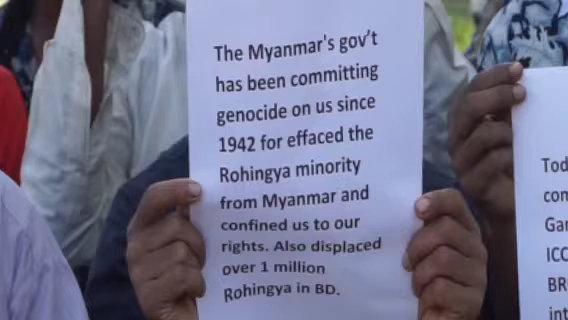 The Myanmar's gov't
has been committing
genocide on us since
1942 for effaced the
Rohingya minority
from Myanmar and
confined us to our
rights. Also displaced
over 1 million
Rohingya in BD.
Tod
com
Gar
ICC
BR
int